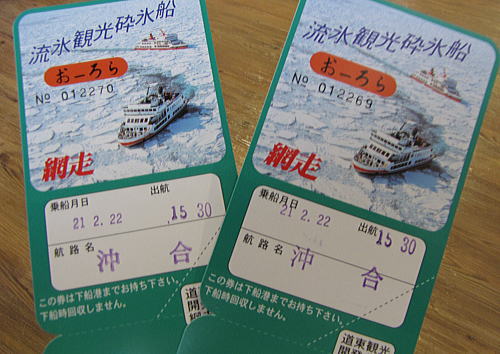 流氷観光砕氷船
おーろら
No 012270
網走
乗船月日
出航
21 2.22
15 30
航路名
沖合
この券は下船港までお持ち下さい。
下船時回収しません。
流氷観光砕氷船
おーろら
No 012269
網走
乗船月日
出航
21 2.22
15 30
航路名
沖合
この券は下船港までお持ち下さい。
下船時回収しません。
道東観光